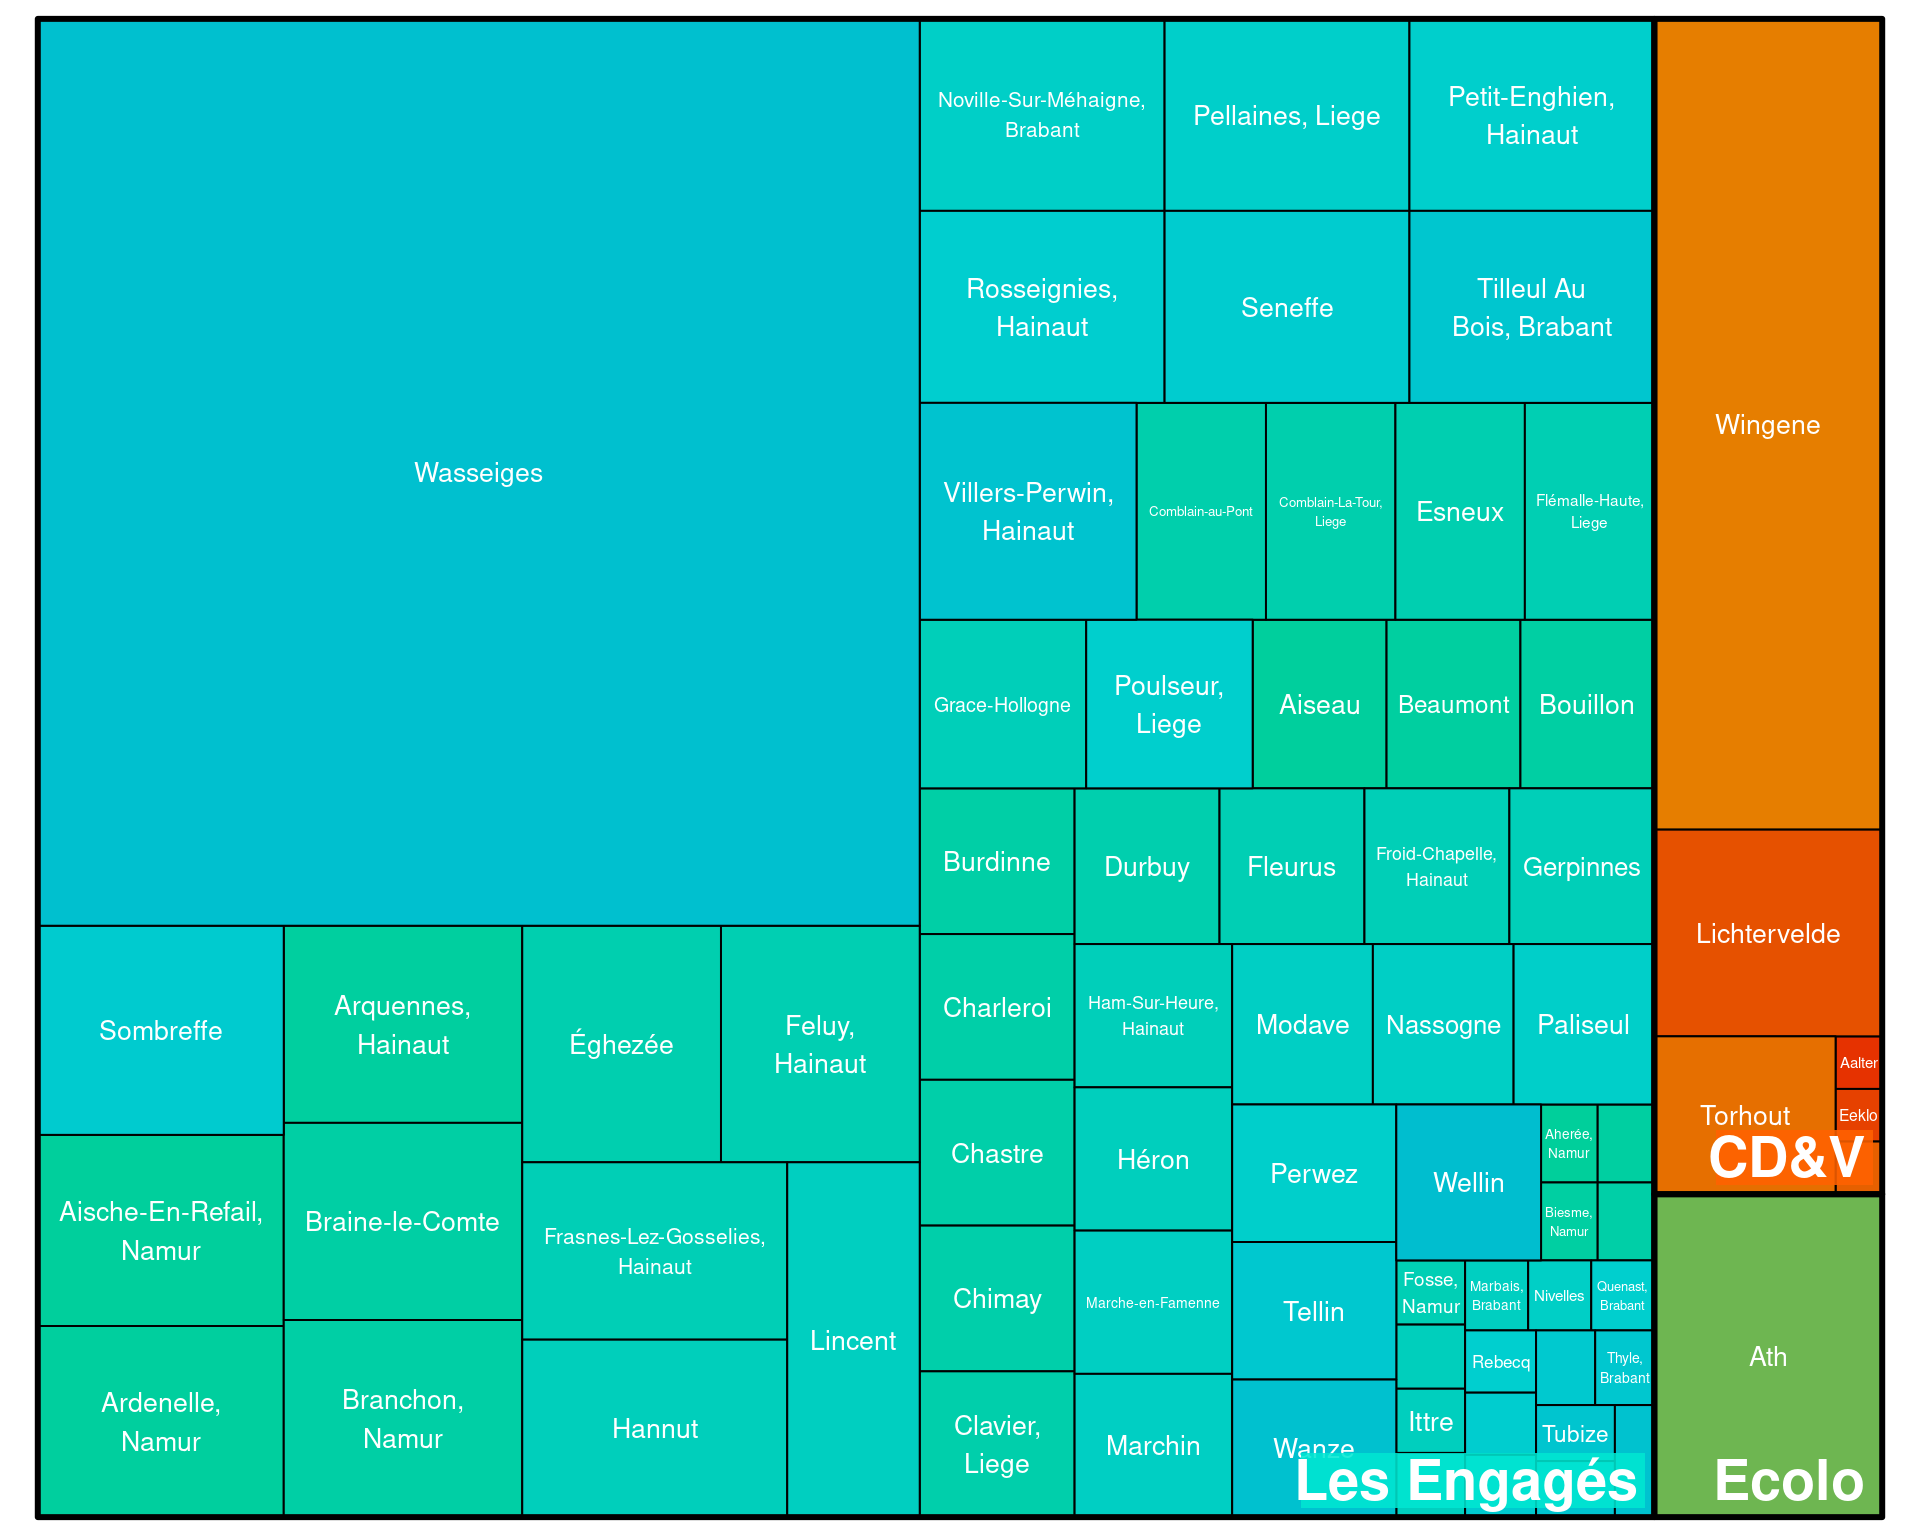 Wasseiges
Noville-Sur-Méhaigne,
Brabant
Pellaines, Liege
Petit-Enghien,
Hainaut
Rosseignies,
Hainaut
Seneffe
Tilleul Au
Bois, Brabant
Villers-Perwin,
Hainaut
Comblain-au-Pont
Comblain-La-Tour,
Liege
Esneux
Flémalle-Haute,
Liege
Grace-Hollogne
Poulseur,
Liege
Aiseau
Beaumont
Bouillon
Burdinne
Durbuy
Fleurus
Froid-Chapelle,
Hainaut
Gerpinnes
Charleroi
Ham-Sur-Heure,
Hainaut
Modave
Nassogne
Paliseul
Chastre
Héron
Perwez
Wellin
Aherée,
Namur
Biesme,
Namur
Chimay
Marche-en-Famenne
Tellin
Fosse,
Namur
Marbais,
Brabant
Nivelles
Quenast,
Brabant
Rebecq
Thyle,
Brabant
Clavier,
Liege
Marchin
Wanze
Ittre
Tubize
Sombreffe
Arquennes,
Hainaut
Éghezée
Feluy,
Hainaut
Aische-En-Refail,
Namur
Braine-le-Comte
Frasnes-Lez-Gosselies,
Hainaut
Lincent
Ardenelle,
Namur
Branchon,
Namur
Hannut
Les Engagés
Wingene
Lichtervelde
Torhout
Aalter
Eeklo
CD&V
Ath
Ecolo